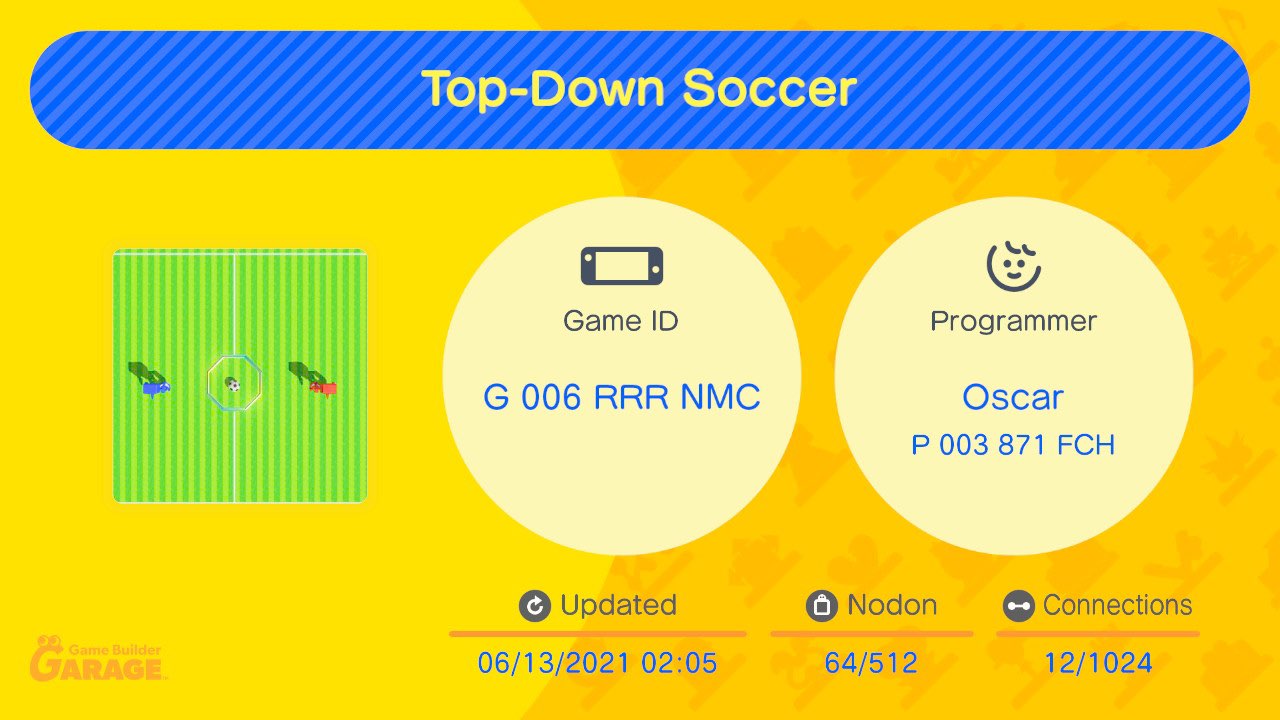 Top-Down Soccer
Game ID
G 006 RRR NMC
Programmer
Oscar
P 003 871 FCH
Updated
06/13/2021 02:05
Nodon
64/512
Connections
12/1024
Game Builder
GARAGE